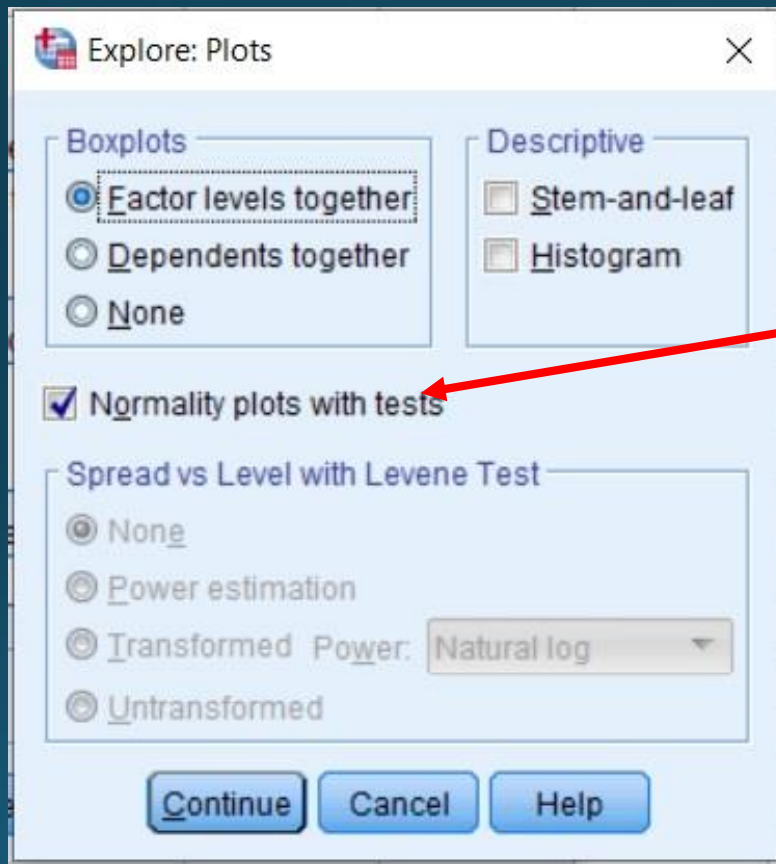 Explore: Plots
Boxplots
Factor levels together
Dependents together
None
Descriptive
Stem-and-leaf
Histogram
Normality plots with tests
Spread vs Level with Levene Test
None
Power estimation
Transformed Power: Natural log
Untransformed
Continue Cancel Help